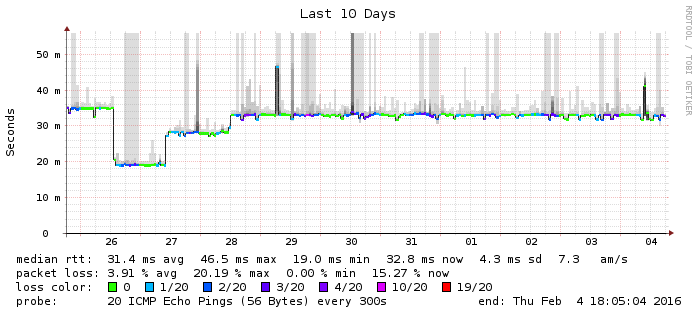 Last 10 Days
RRDTOOL / TOBI OETIKER
Seconds
50 m
40 m
30 m
20 m
10 m
0
26 27 28 29 30 31 01 02 03 04
median rtt: 31.4 ms avg 46.5 ms max 19.0 ms min 32.8 ms now 4.3 ms sd 7.3 am/s
packet loss: 3.91 % avg 20.19 % max 0.00 % min 15.27 % now
loss color: 0 1/20 2/20 3/20 4/20 10/20 19/20
probe: 20 ICMP Echo Pings (56 Bytes) every 300s end: Thu Feb 4 18:05:04 2016